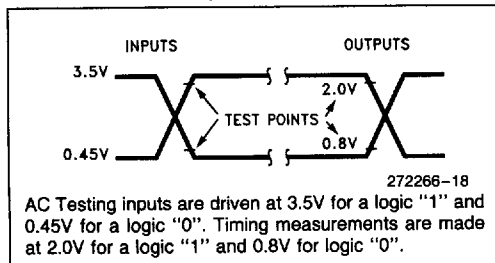 INPUTS OUTPUTS
3.5V 2.0V
TEST POINTS
0.45V 0.8V
272266-18
AC Testing inputs are driven at 3.5V for a logic "1" and
0.45V for a logic "0". Timing measurements are made
at 2.0V for a logic "1" and 0.8V for logic "0".